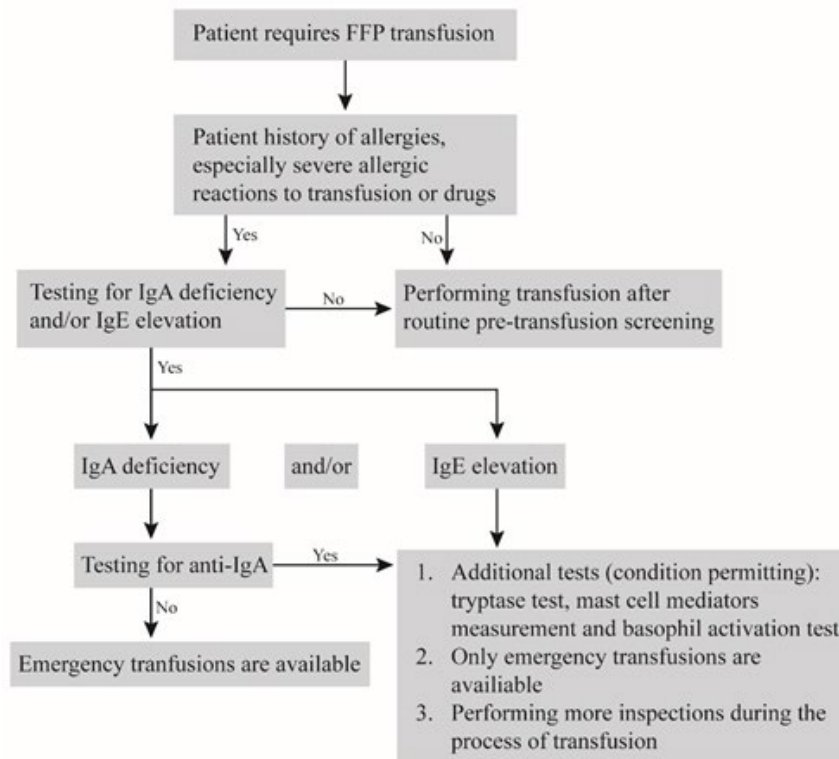 Patient requires FFP transfusion
Patient history of allergies,
especially severe allergic
reactions to transfusion or drugs
Yes
No
Testing for IgA deficiency
and/or IgE elevation
No
Performing transfusion after
routine pre-transfusion screening
Yes
IgA deficiency
and/or
IgE elevation
Testing for anti-IgA
Yes
No
Emergency tranfusions are available
1. Additional tests (condition permitting):
tryptase test, mast cell mediators
measurement and basophil activation test
2. Only emergency transfusions are
availiable
3. Performing more inspections during the
process of transfusion